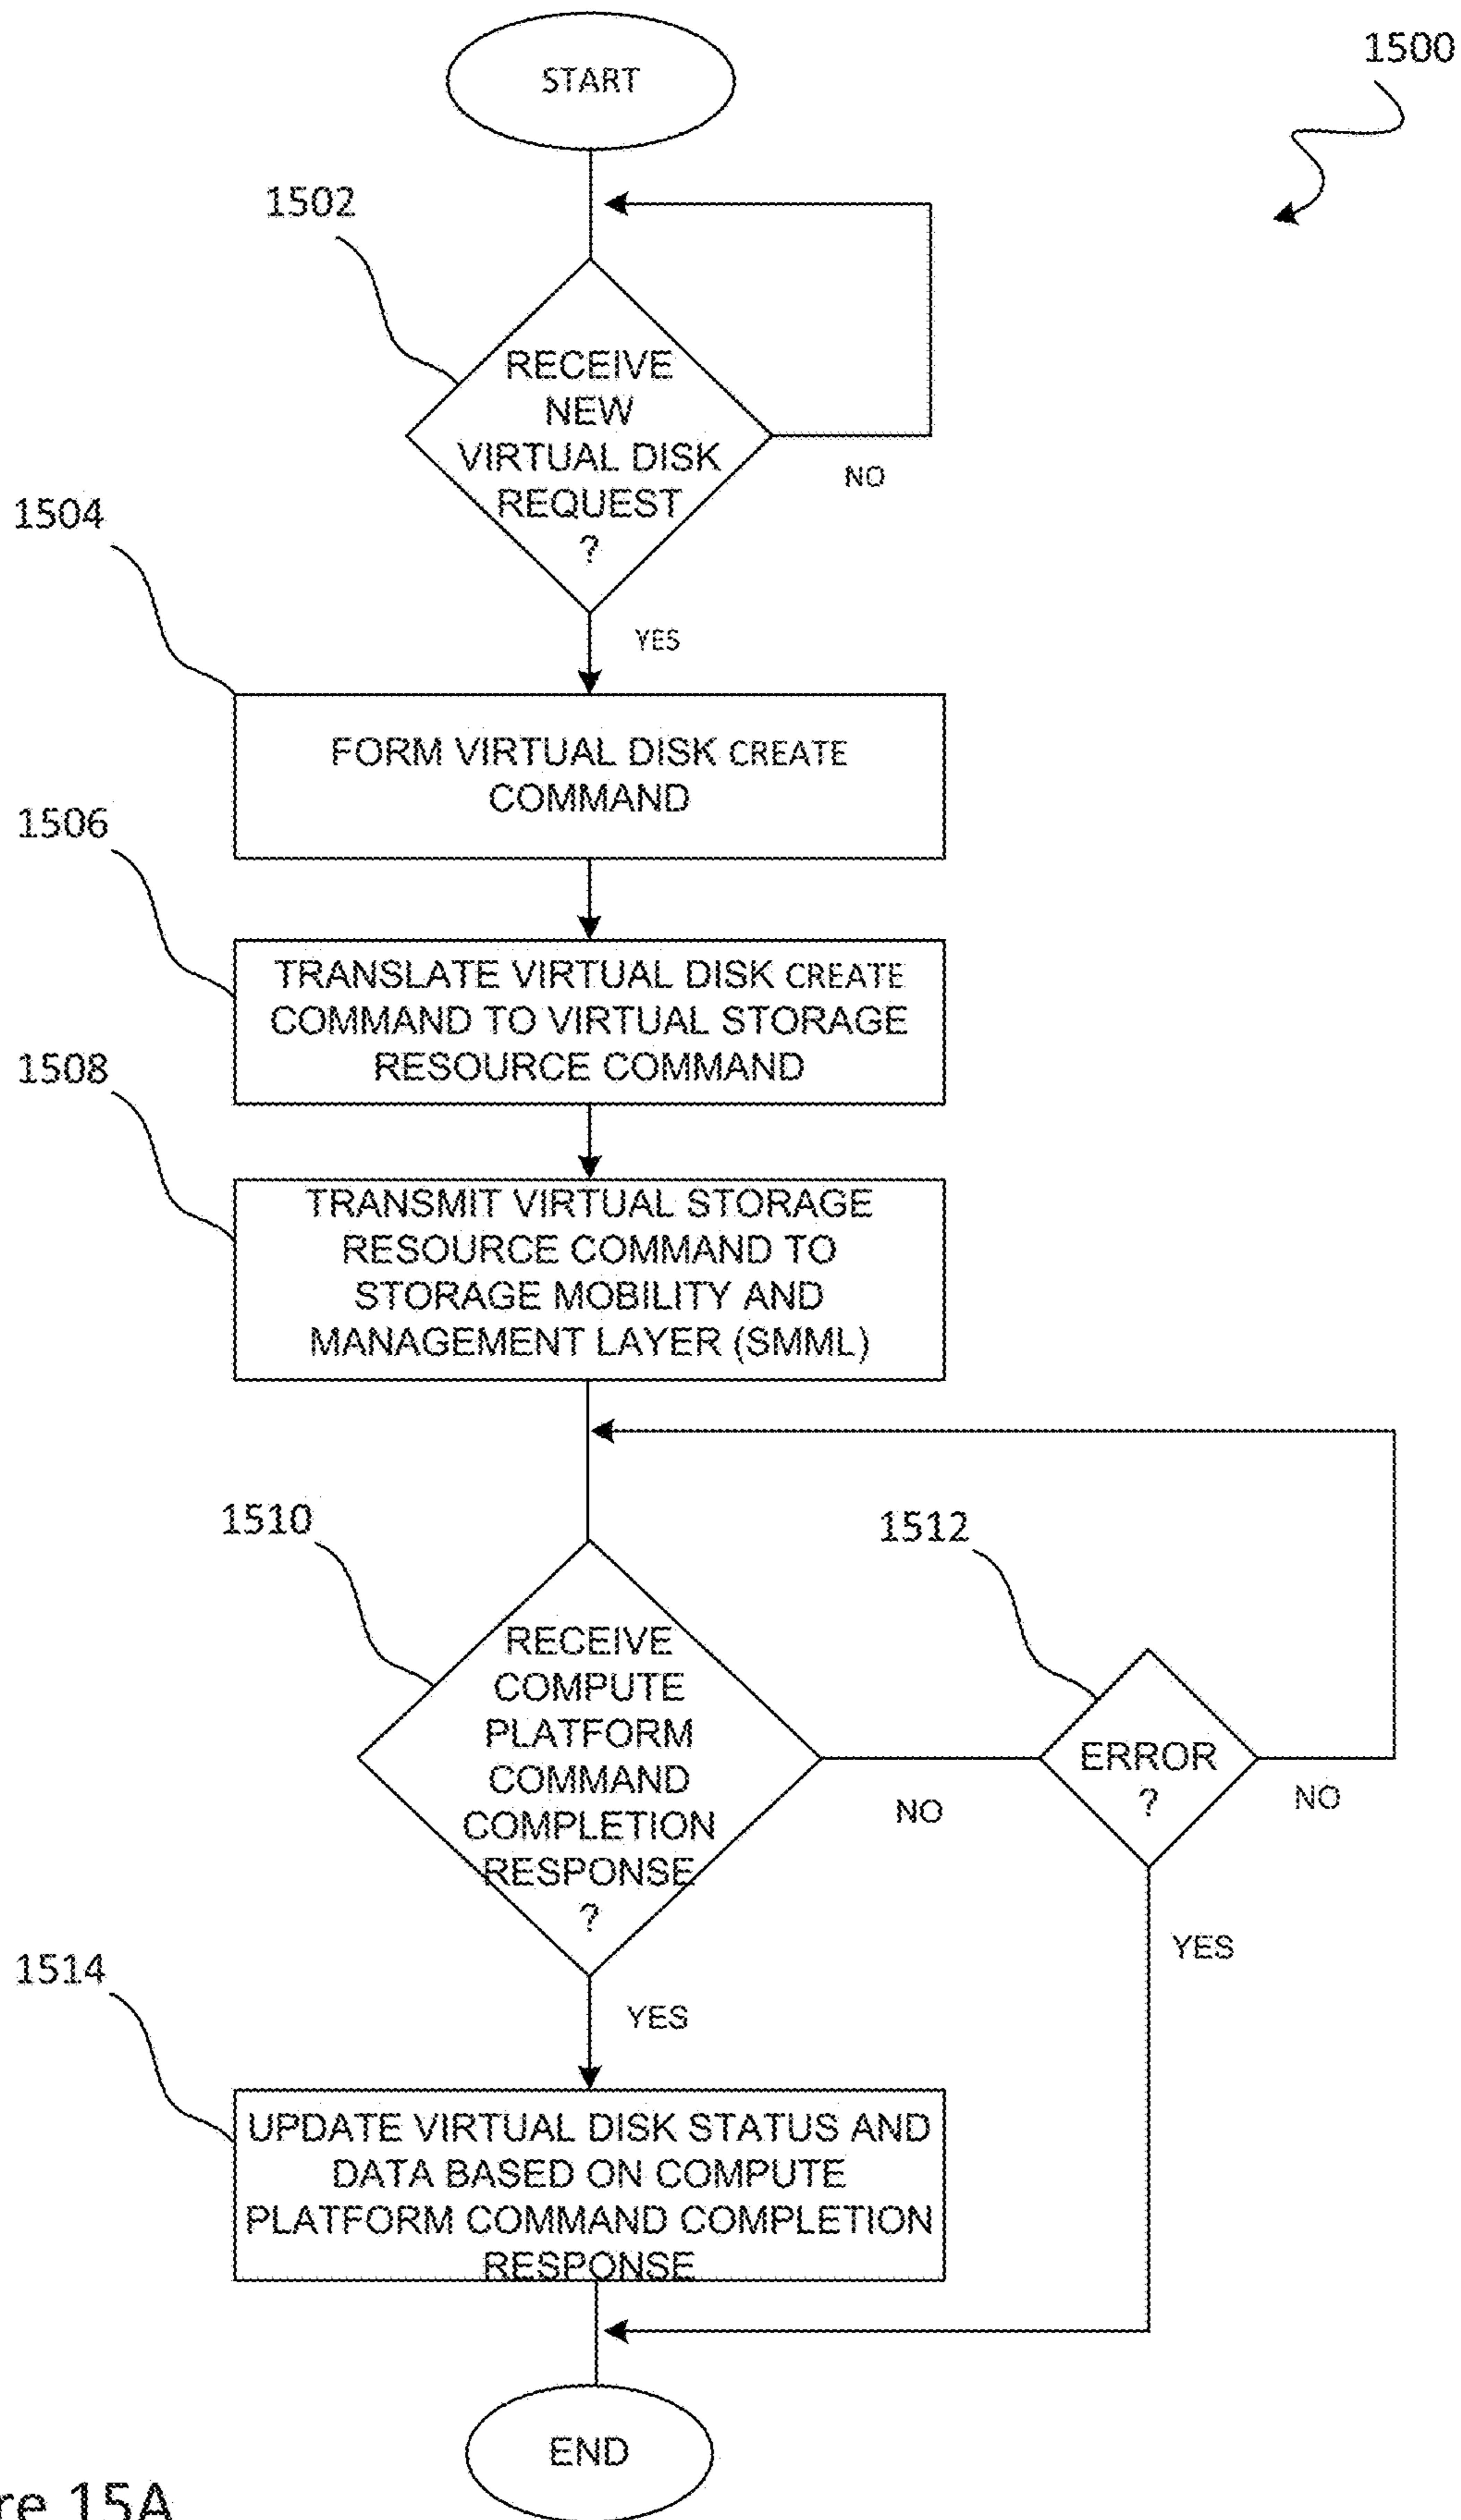 START
1500
1502
RECEIVE
NEW
VIRTUAL DISK
REQUEST
?
NO
YES
1504
FORM VIRTUAL DISK CREATE
COMMAND
1506
TRANSLATE VIRTUAL DISK CREATE
COMMAND TO VIRTUAL STORAGE
RESOURCE COMMAND
1508
TRANSMIT VIRTUAL STORAGE
RESOURCE COMMAND TO
STORAGE MOBILITY AND
MANAGEMENT LAYER (SMML)
1510
RECEIVE
COMPUTE
PLATFORM
COMMAND
COMPLETION
RESPONSE
?
NO
1512
ERROR
?
NO
YES
YES
1514
UPDATE VIRTUAL DISK STATUS AND
DATA BASED ON COMPUTE
PLATFORM COMMAND COMPLETION
RESPONSE
END
re 15A